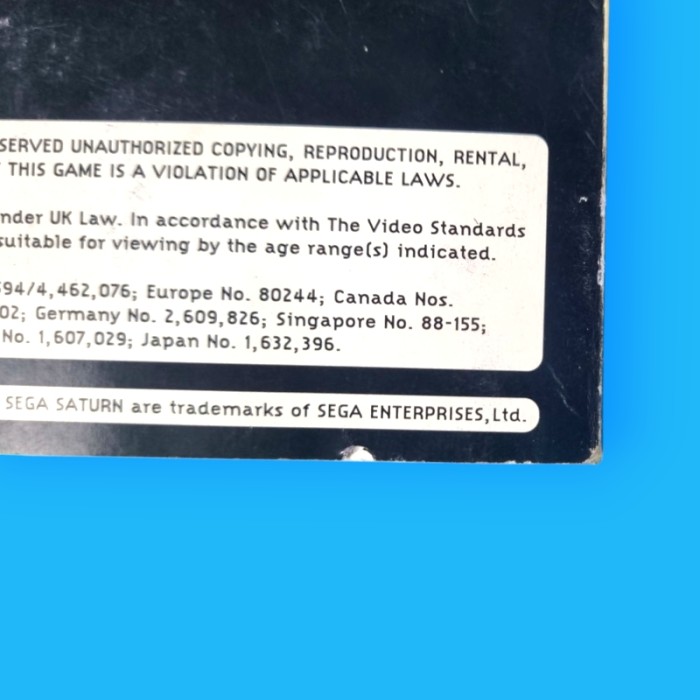 SERVED UNAUTHORIZED COPYING, REPRODUCTION, RENTAL,
THIS GAME IS A VIOLATION OF APPLICABLE LAWS.
nder UK Law. In accordance with The Video Standards
suitable for viewing by the age range(s) indicated.
594/4,462,076; Europe No. 80244; Canada Nos.
02; Germany No. 2,609,826; Singapore No. 88-155;
No. 1,607,029; Japan No. 1,632,396.
SEGA SATURN are trademarks of SEGA ENTERPRISES,Ltd.